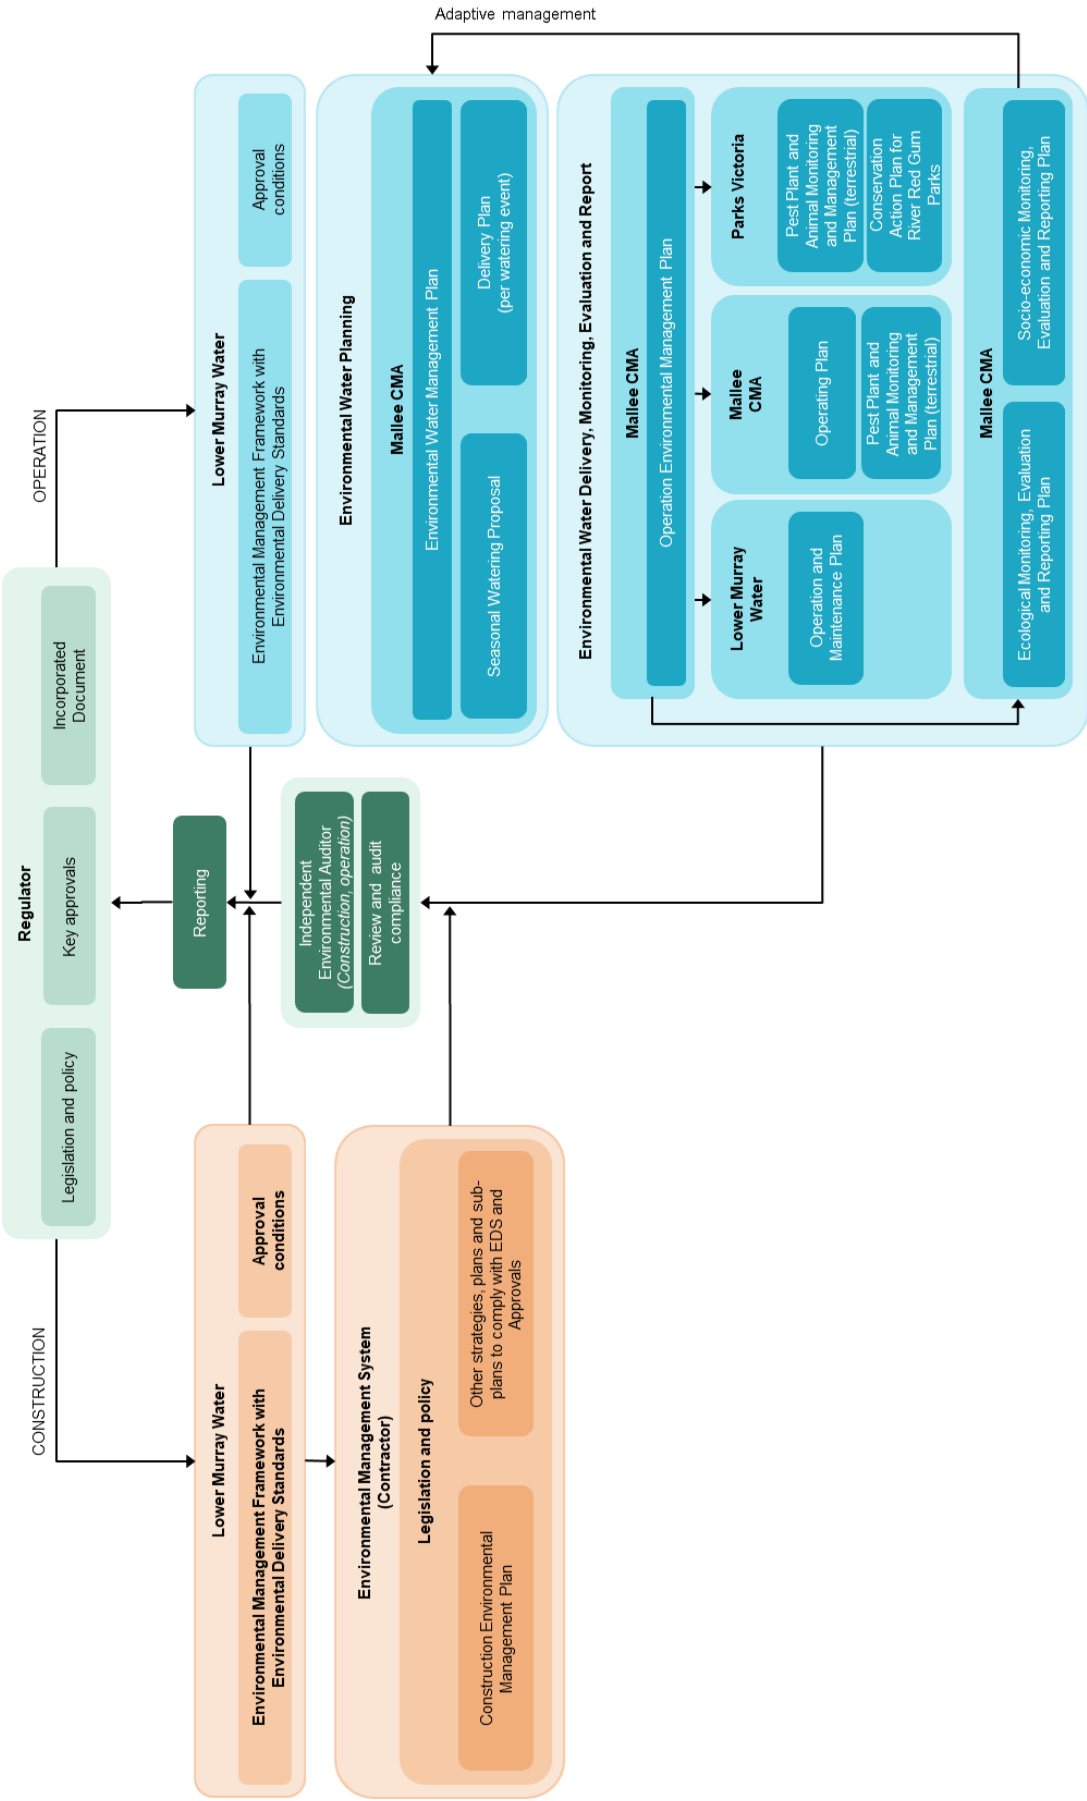 Regulator
Legislation and policy
Key approvals
Incorporated
Document
CONSTRUCTION
OPERATION
Reporting
Lower Murray Water
Environmental Management Framework with
Environmental Delivery Standards
Approval
conditions
Environmental Management System
(Contractor)
Legislation and policy
Construction Environmental
Management Plan
Other strategies, plans and sub-
plans to comply with EDS and
Approvals
Independent
Environmental Auditor
(Construction, operation)
Review and audit
compliance
Lower Murray Water
Environmental Management Framework with
Environmental Delivery Standards
Approval
conditions
Environmental Water Planning
Mallee CMA
Environmental Water Management Plan
Seasonal Watering Proposal
Delivery Plan
(per watering event)
Adaptive management
Environmental Water Delivery, Monitoring, Evaluation and Report
Mallee CMA
Operation Environmental Management Plan
Lower Murray
Water
Operation and
Maintenance Plan
Mallee
CMA
Operating Plan
Pest Plant and
Animal Monitoring
and Management
Plan (terrestrial)
Parks Victoria
Pest Plant and
Animal Monitoring
and Management
Plan (terrestrial)
Conservation
Action Plan for
River Red Gum
Parks
Mallee CMA
Ecological Monitoring, Evaluation
and Reporting Plan
Socio-economic Monitoring,
Evaluation and Reporting Plan